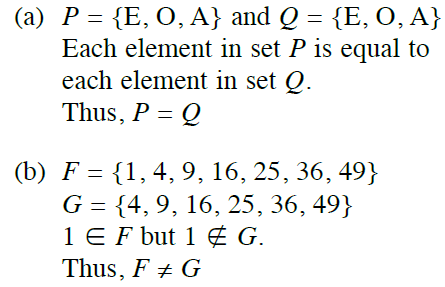 (a) P = {E, O, A} and Q = {E, O, A}
Each element in set P is equal to
each element in set Q.
Thus, P = Q
(b) F = {1, 4, 9, 16, 25, 36, 49}
G = {4, 9, 16, 25, 36, 49}
1 ∈ F but 1 ∉ G.
Thus, F ≠ G